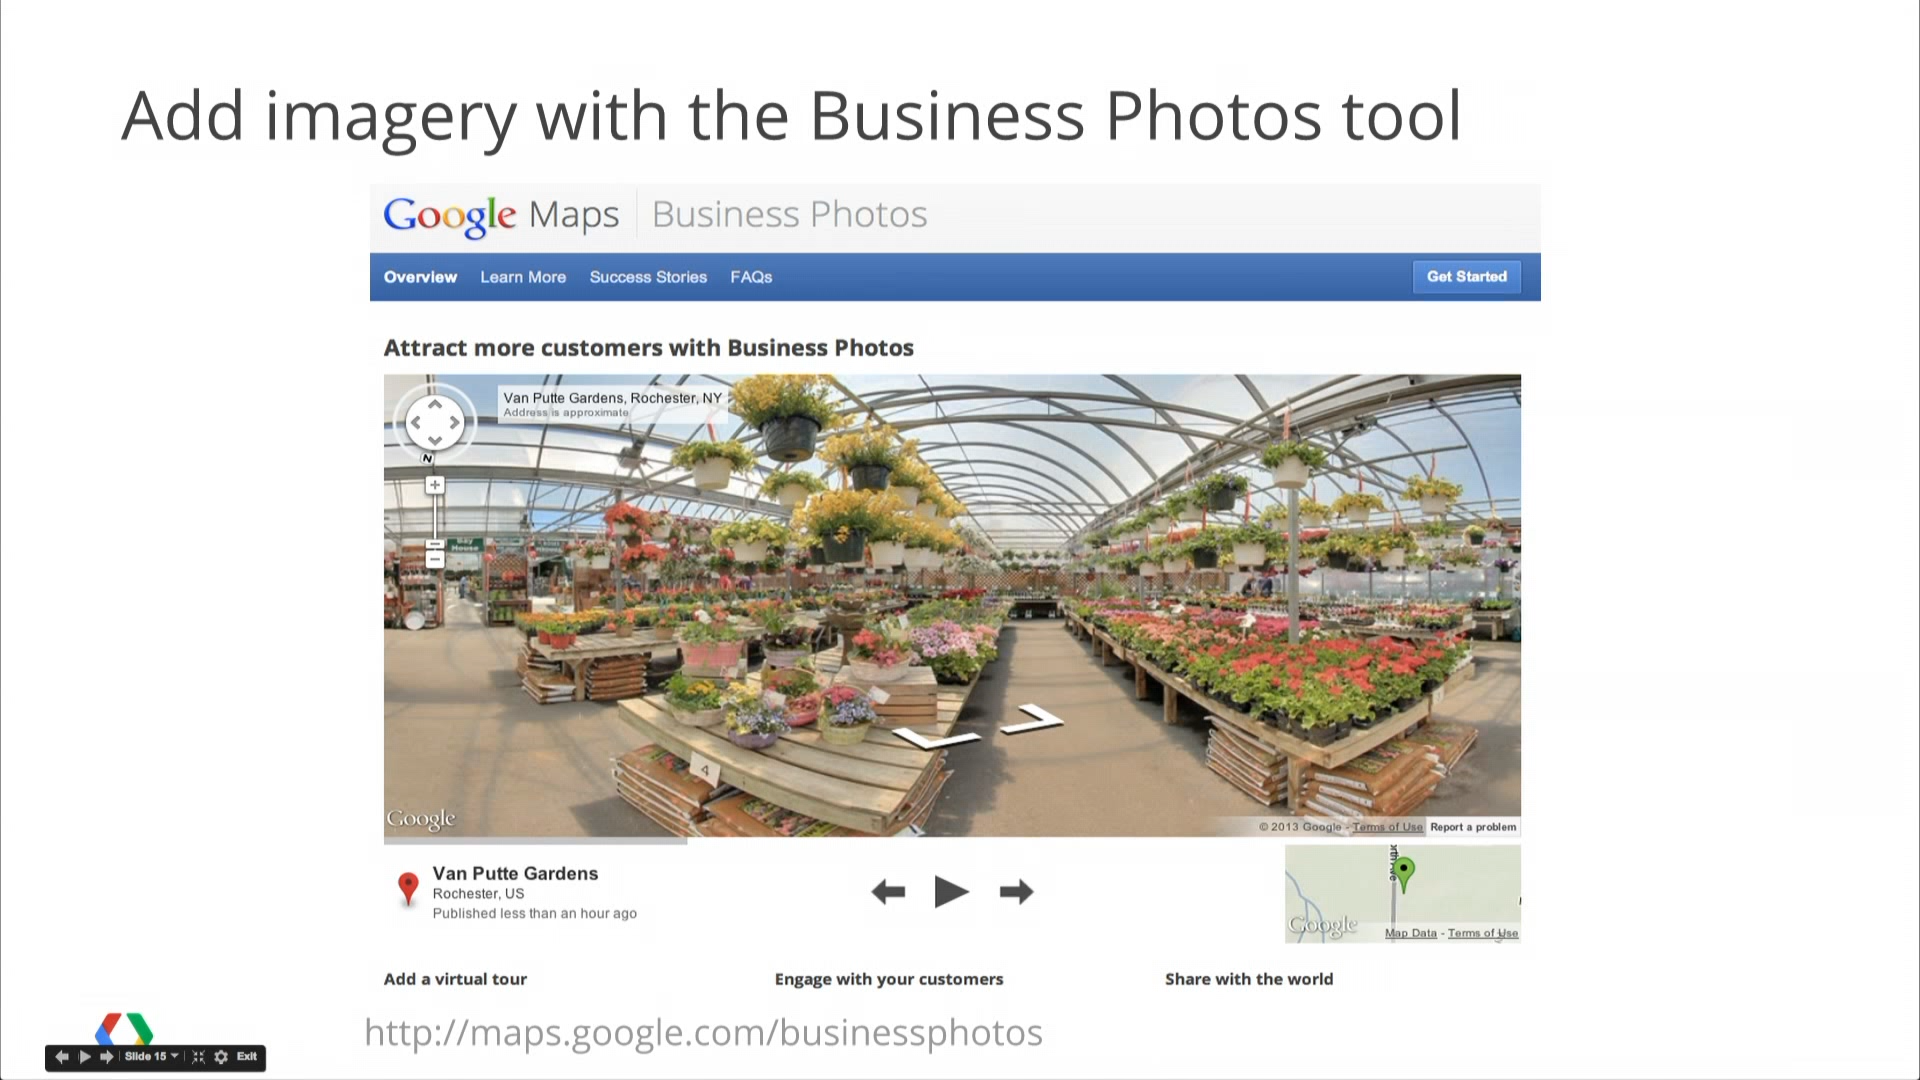 Add imagery with the Business Photos tool
Google Maps Business Photos
Overview Learn More Success Stories FAQs Get Started
Attract more customers with Business Photos
Van Putte Gardens, Rochester, NY
Address is approximate
N
4
Google
© 2013 Google - Terms of Use Report a problem
Van Putte Gardens
Rochester, US
Published less than an hour ago
Google
Map Data - Terms of Use
Add a virtual tour Engage with your customers Share with the world
http://maps.google.com/businessphotos
Slide 15 Exit